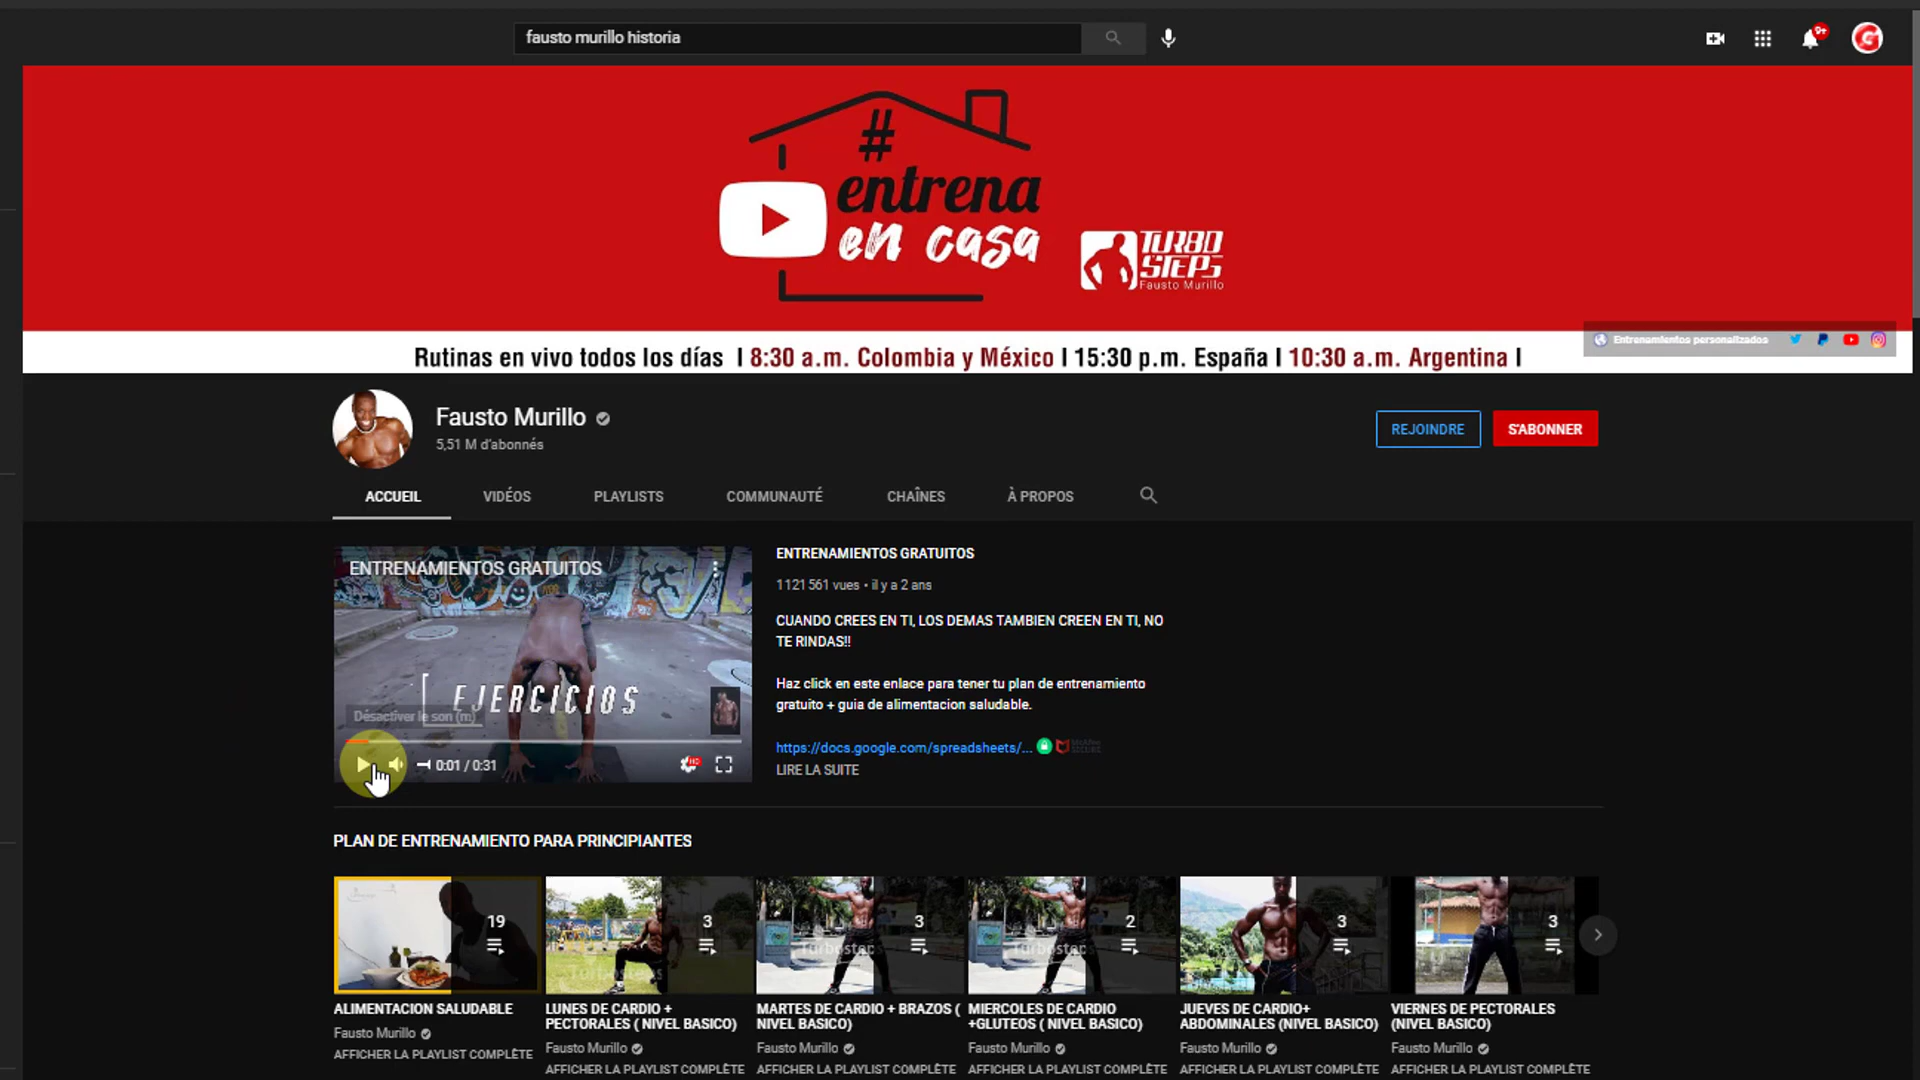 fausto murillo historia
9+
#
entrena
en casa
TURBO
STEPS
Fausto Murillo
Entrenamientos personalizados
Rutinas en vivo todos los días I 8:30 a.m. Colombia y México I 15:30 p.m. España I 10:30 a.m. Argentina I
Fausto Murillo
5,51 M d'abonnés
REJOINDRE
S'ABONNER
ACCUEIL
VIDÉOS
PLAYLISTS
COMMUNAUTÉ
CHAÎNES
À PROPOS
ENTRENAMIENTOS GRATUITOS
EJERCICIOS
Désactiver le son (m)
0:01 / 0:31
HD
ENTRENAMIENTOS GRATUITOS
1 121 561 vues • il y a 2 ans
CUANDO CREES EN TI, LOS DEMAS TAMBIEN CREEN EN TI, NO
TE RINDAS!!
Haz click en este enlace para tener tu plan de entrenamiento
gratuito + guia de alimentacion saludable.
https://docs.google.com/spreadsheets/...
LIRE LA SUITE
PLAN DE ENTRENAMIENTO PARA PRINCIPIANTES
19
3
3
2
3
3
ALIMENTACION SALUDABLE
Fausto Murillo
AFFICHER LA PLAYLIST COMPLÈTE
LUNES DE CARDIO +
PECTORALES ( NIVEL BASICO)
Fausto Murillo
AFFICHER LA PLAYLIST COMPLÈTE
MARTES DE CARDIO + BRAZOS (
NIVEL BASICO)
Fausto Murillo
AFFICHER LA PLAYLIST COMPLÈTE
MIERCOLES DE CARDIO
+GLUTEOS ( NIVEL BASICO)
Fausto Murillo
AFFICHER LA PLAYLIST COMPLÈTE
JUEVES DE CARDIO+
ABDOMINALES (NIVEL BASICO)
Fausto Murillo
AFFICHER LA PLAYLIST COMPLÈTE
VIERNES DE PECTORALES
(NIVEL BASICO)
Fausto Murillo
AFFICHER LA PLAYLIST COMPLÈTE